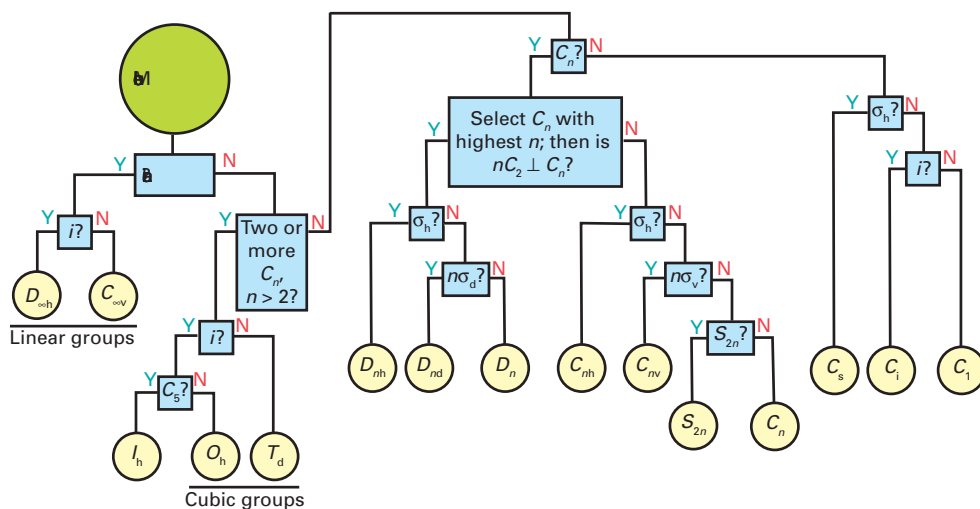 Y C_n? N
Y σ_h? N
Select C_n with
highest n; then is
nC_2 ⊥ C_n?
Y N
Y i? N
Y N
Y i? N
Two or
more
C_n,
n > 2?
Y N
Y σ_h? N
Y σ_h? N
Y nσ_d? N
Y nσ_v? N
D_∞h C_∞v
Linear groups
Y i? N
Y S_2n? N
Y C_5? N
D_nh D_nd D_n C_nh C_nv C_s C_i C_1
S_2n C_n
I_h O_h T_d
Cubic groups